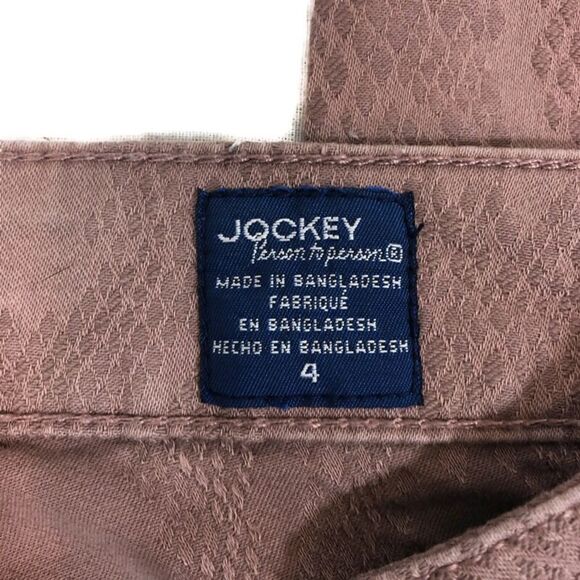 JOCKEY
Person to person®
MADE IN BANGLADESH
FABRIQUÉ
EN BANGLADESH
HECHO EN BANGLADESH
4